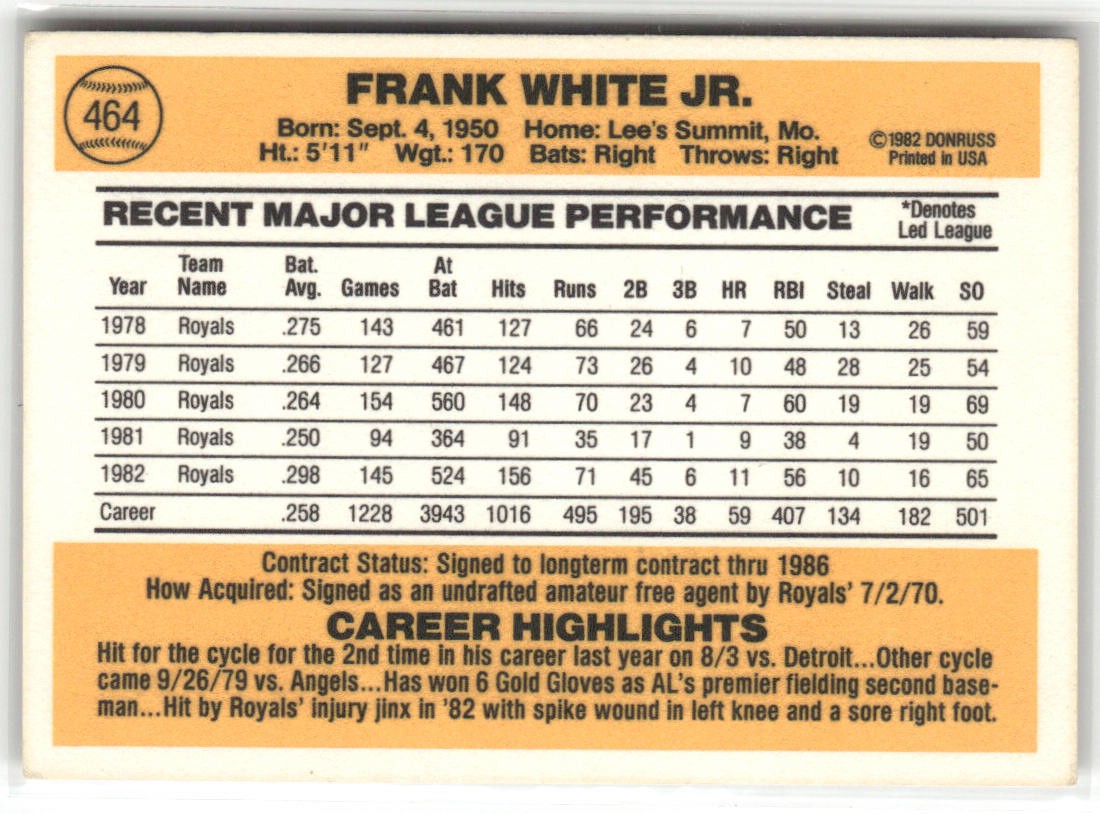 464
FRANK WHITE JR.
Born: Sept. 4, 1950 Home: Lee's Summit, Mo.
Ht.: 5'11" Wgt.: 170 Bats: Right Throws: Right
©1982 DONRUSS
Printed in USA
RECENT MAJOR LEAGUE PERFORMANCE
*Denotes
Led League
Year Team Name Bat. Avg. Games At Bat Hits Runs 2B 3B HR RBI Steal Walk SO
1978 Royals .275 143 461 127 66 24 6 7 50 13 26 59
1979 Royals .266 127 467 124 73 26 4 10 48 28 25 54
1980 Royals .264 154 560 148 70 23 4 7 60 19 19 69
1981 Royals .250 94 364 91 35 17 1 9 38 4 19 50
1982 Royals .298 145 524 156 71 45 6 11 56 10 16 65
Career .258 1228 3943 1016 495 195 38 59 407 134 182 501
Contract Status: Signed to longterm contract thru 1986
How Acquired: Signed as an undrafted amateur free agent by Royals' 7/2/70.
CAREER HIGHLIGHTS
Hit for the cycle for the 2nd time in his career last year on 8/3 vs. Detroit...Other cycle
came 9/26/79 vs. Angels...Has won 6 Gold Gloves as AL's premier fielding second base-
man...Hit by Royals' injury jinx in '82 with spike wound in left knee and a sore right foot.